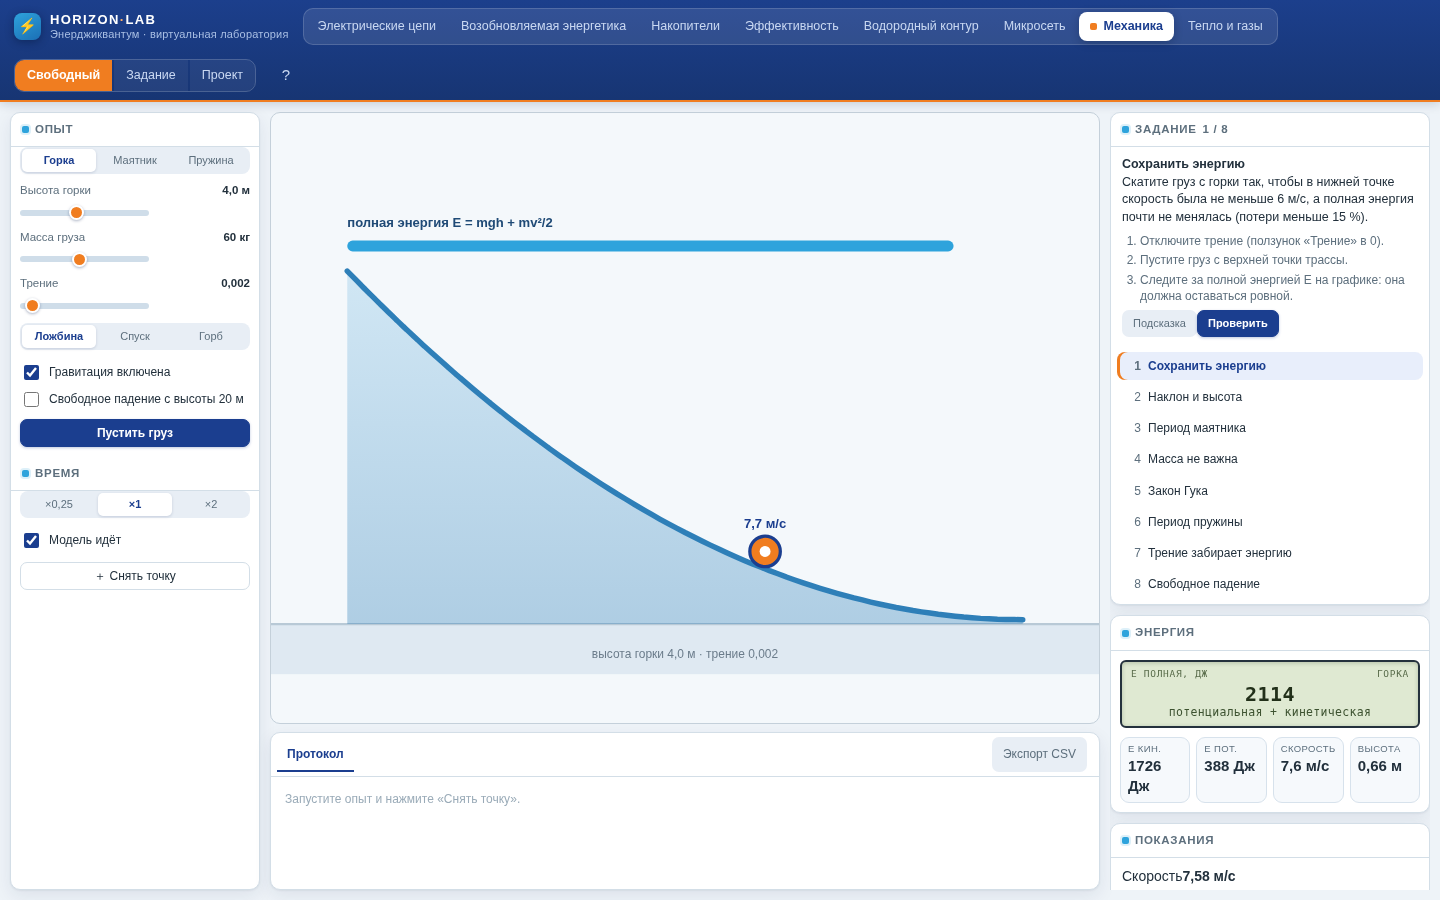 HORIZON·LAB
Энерджиквантум · виртуальная лаборатория
Электрические цепи
Возобновляемая энергетика
Накопители
Эффективность
Водородный контур
Микросеть
Механика
Тепло и газы
Свободный
Задание
Проект
?
ОПЫТ
Горка
Маятник
Пружина
Высота горки 4,0 м
Масса груза 60 кг
Трение 0,002
Ложбина
Спуск
Горб
Гравитация включена
Свободное падение с высоты 20 м
Пустить груз
ВРЕМЯ
×0,25
×1
×2
Модель идёт
+ Снять точку
полная энергия E = mgh + mv²/2
7,7 м/с
высота горки 4,0 м · трение 0,002
Протокол
Экспорт CSV
Запустите опыт и нажмите «Снять точку».
ЗАДАНИЕ 1 / 8
Сохранить энергию
Скатите груз с горки так, чтобы в нижней точке
скорость была не меньше 6 м/с, а полная энергия
почти не менялась (потери меньше 15 %).
1. Отключите трение (ползунок «Трение» в 0).
2. Пустите груз с верхней точки трассы.
3. Следите за полной энергией E на графике: она
должна оставаться ровной.
Подсказка
Проверить
1 Сохранить энергию
2 Наклон и высота
3 Период маятника
4 Масса не важна
5 Закон Гука
6 Период пружины
7 Трение забирает энергию
8 Свободное падение
ЭНЕРГИЯ
E ПОЛНАЯ, ДЖ
ГОРКА
2114
потенциальная + кинетическая
E КИН.
1726
Дж
E ПОТ.
388 Дж
СКОРОСТЬ
7,6 м/с
ВЫСОТА
0,66 м
ПОКАЗАНИЯ
Скорость7,58 м/с